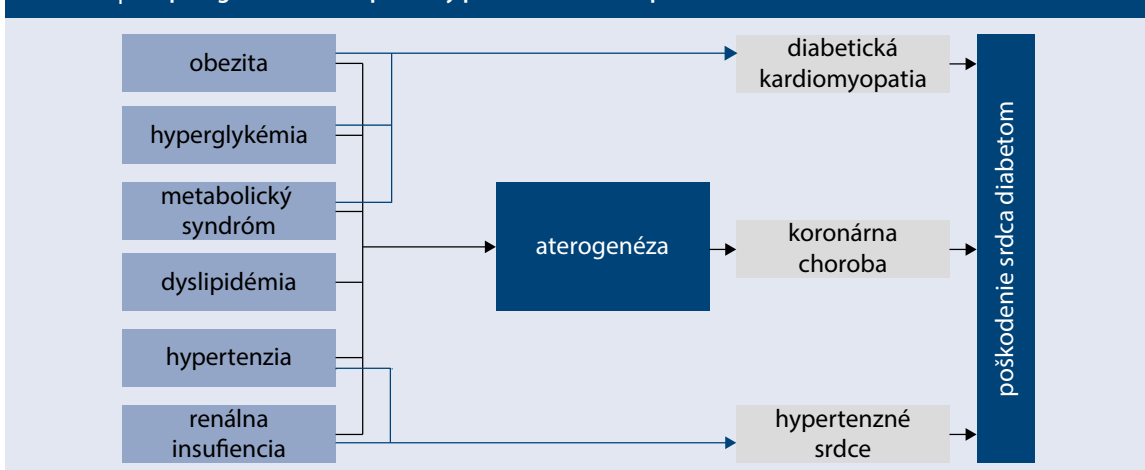 obezita
hyperglykémia
metabolický
syndróm
dyslipidémia
hypertenzia
renálna
insufiencia
aterogenéza
diabetická
kardiomyopatia
koronárna
choroba
hypertenzné
srdce
poškodenie srdca diabetom